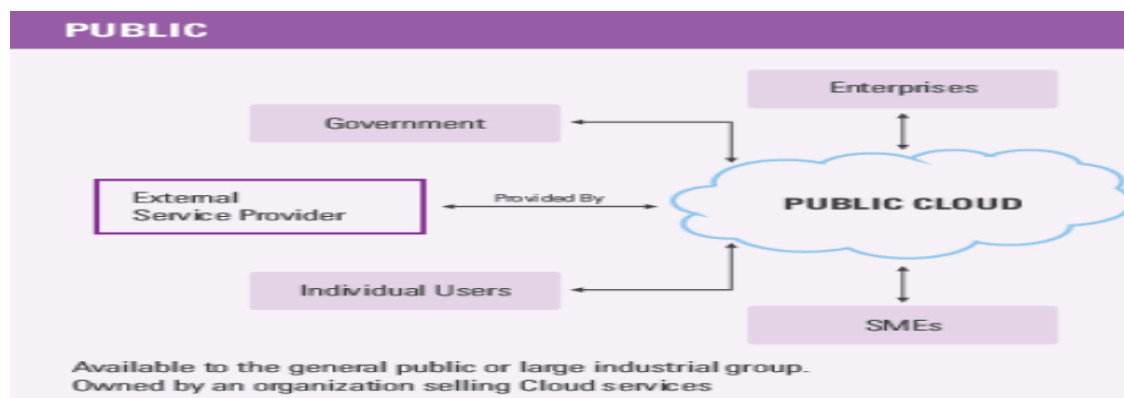 PUBLIC
Enterprises
Government
External
Service Provider
Provided By
PUBLIC CLOUD
Individual Users
SMEs
Available to the general public or large industrial group.
Owned by an organization selling Cloud services